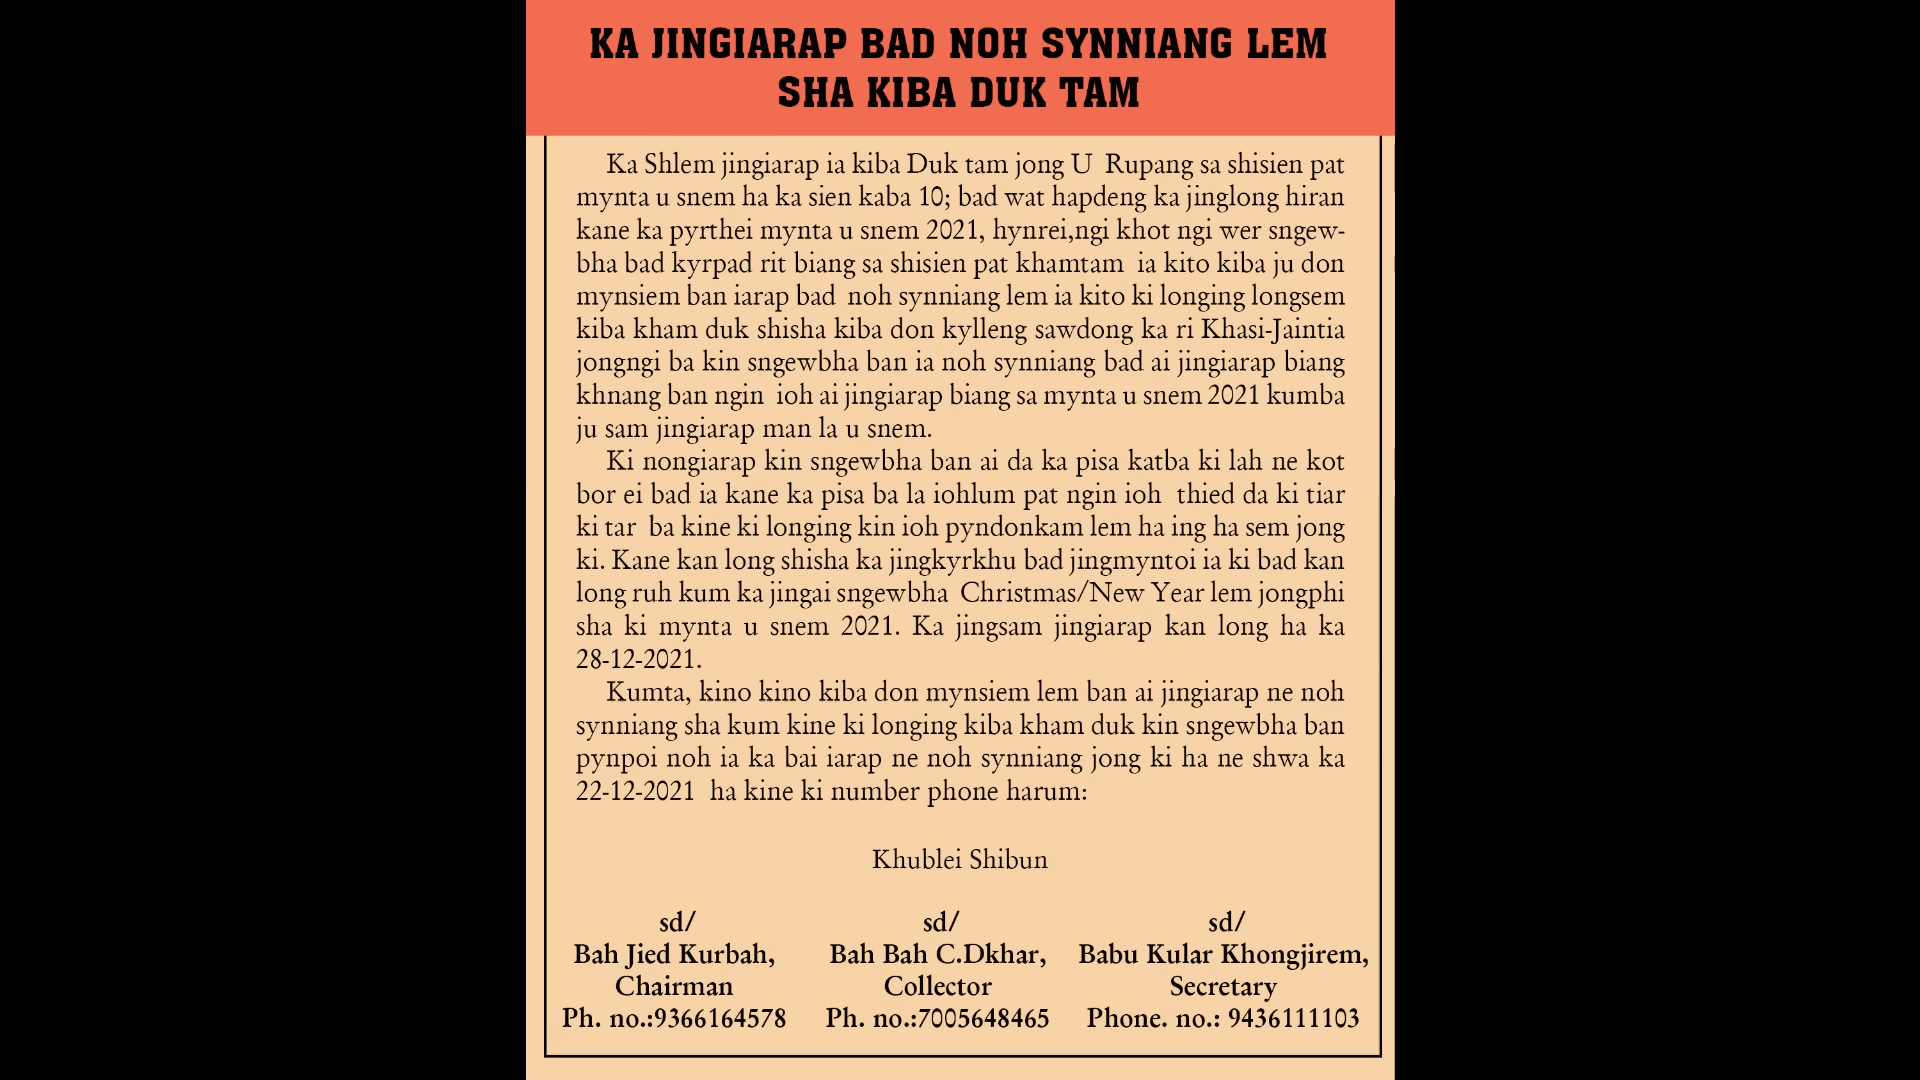 KA JINGIARAP BAD NOH SYNNIANG LEM
SHA KIBA DUK TAM
Ka Shlem jingiarap ia kiba Duk tam jong U Rupang sa shisien pat
mynta u snem ha ka sien kaba 10; bad wat hapdeng ka jinglong hiran
kane ka pyrthei mynta u snem 2021, hynrei,ngi khot ngi wer sngew-
bha bad kyrpad rit biang sa shisien pat khamtam ia kito kiba ju don
mynsiem ban iarap bad noh synniang lem ia kito ki longing longsem
kiba kham duk shisha kiba don kylleng sawdong ka ri Khasi-Jaintia
jongngi ba kin sngewbha ban ia noh synniang bad ai jingiarap biang
khnang ban ngin ioh ai jingiarap biang sa mynta u snem 2021 kumba
ju sam jingiarap man la u snem.
Ki nongiarap kin sngewbha ban ai da ka pisa katba ki lah ne kot
bor ei bad ia kane ka pisa ba la iohlum pat ngin ioh thied da ki tiar
ki tar ba kine ki longing kin ioh pyndonkam lem ha ing ha sem jong
ki. Kane kan long shisha ka jingkyrkhu bad jingmyntoi ia ki bad kan
long ruh kum ka jingai sngewbha Christmas/New Year lem jongphi
sha ki mynta u snem 2021. Ka jingsam jingiarap kan long ha ka
28-12-2021.
Kumta, kino kino kiba don mynsiem lem ban ai jingiarap ne noh
synniang sha kum kine ki longing kiba kham duk kin sngewbha ban
pynpoi noh ia ka bai iarap ne noh synniang jong ki ha ne shwa ka
22-12-2021 ha kine ki number phone harum:
Khublei Shibun
sd/
Bah Jied Kurbah,
Chairman
Ph. no.:9366164578
sd/
Bah Bah C.Dkhar,
Collector
Ph. no.:7005648465
sd/
Babu Kular Khongjirem,
Secretary
Phone. no.: 9436111103